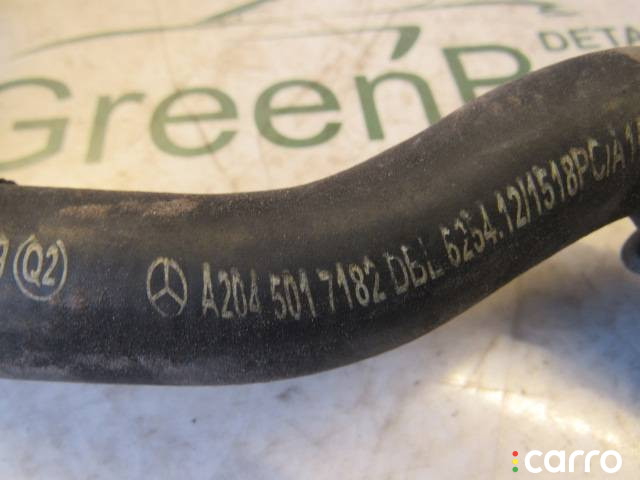 DETA
GreenP
Q2 A204 501 7182 DBL 6254.12/1518PC/A
carro